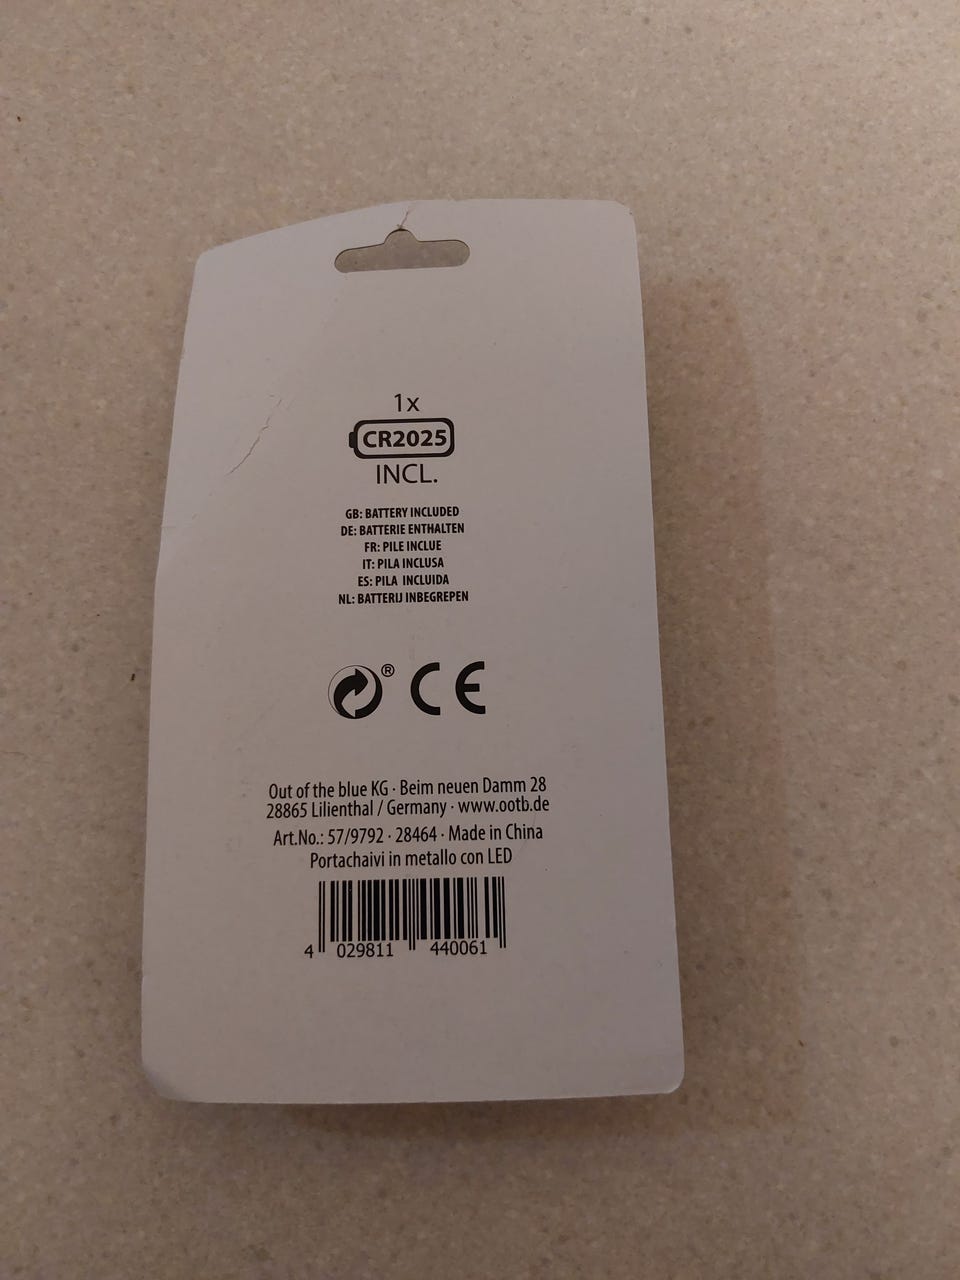 1x
CR2025
INCL.
GB: BATTERY INCLUDED
DE: BATTERIE ENTHALTEN
FR: PILE INCLUE
IT: PILA INCLUSA
ES: PILA INCLUIDA
NL: BATTERIJ INBEGREPEN
® CE
Out of the blue KG · Beim neuen Damm 28
28865 Lilienthal / Germany · www.ootb.de
Art.No.: 57/9792 · 28464 · Made in China
Portachaivi in metallo con LED
4 029811 440061